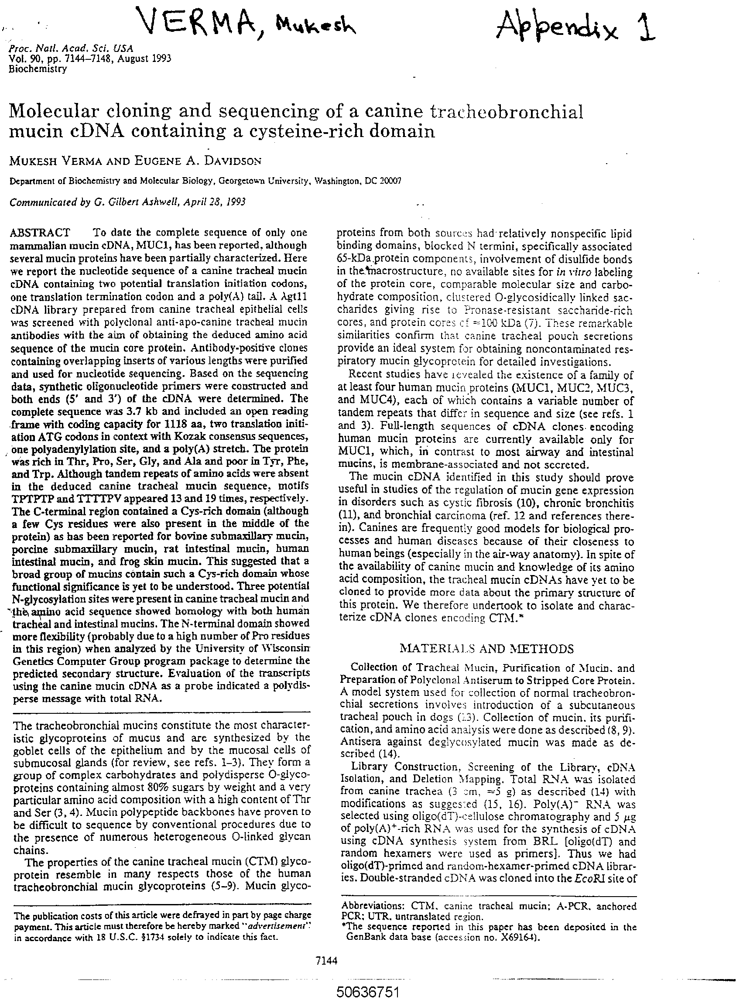 VERMA, Mukesh
Appendix 1
Proc. Natl. Acad. Sci. USA
Vol. 90, pp. 7144–7148, August 1993
Biochemistry
Molecular cloning and sequencing of a canine tracheobronchial
mucin cDNA containing a cysteine-rich domain
MUKESH VERMA AND EUGENE A. DAVIDSON
Department of Biochemistry and Molecular Biology, Georgetown University, Washington, DC 20007
Communicated by G. Gilbert Ashwell, April 28, 1993
ABSTRACT To date the complete sequence of only one
mammalian mucin cDNA, MUC1, has been reported, although
several mucin proteins have been partially characterized. Here
we report the nucleotide sequence of a canine tracheal mucin
cDNA containing two potential translation initiation codons,
one translation termination codon and a poly(A) tail. A λgt11
cDNA library prepared from canine tracheal epithelial cells
was screened with polyclonal anti-apo-canine tracheal mucin
antibodies with the aim of obtaining the deduced amino acid
sequence of the mucin core protein. Antibody-positive clones
containing overlapping inserts of various lengths were purified
and used for nucleotide sequencing. Based on the sequencing
data, synthetic oligonucleotide primers were constructed and
both ends (5′ and 3′) of the cDNA were determined. The
complete sequence was 3.7 kb and included an open reading
frame with coding capacity for 1118 aa, two translation initi-
ation ATG codons in context with Kozak consensus sequences,
one polyadenylylation site, and a poly(A) stretch. The protein
was rich in Thr, Pro, Ser, Gly, and Ala and poor in Tyr, Phe,
and Trp. Although tandem repeats of amino acids were absent
in the deduced canine tracheal mucin sequence, motifs
TPTPTP and TTTTPV appeared 13 and 19 times, respectively.
The C-terminal region contained a Cys-rich domain (although
a few Cys residues were also present in the middle of the
protein) as has been reported for bovine submaxillary mucin,
porcine submaxillary mucin, rat intestinal mucin, human
intestinal mucin, and frog skin mucin. This suggested that a
broad group of mucins contain such a Cys-rich domain whose
functional significance is yet to be understood. Three potential
N-glycosylation sites were present in canine tracheal mucin and
the amino acid sequence showed homology with both human
tracheal and intestinal mucins. The N-terminal domain showed
more flexibility (probably due to a high number of Pro residues
in this region) when analyzed by the University of Wisconsin
Genetics Computer Group program package to determine the
predicted secondary structure. Evaluation of the transcripts
using the canine mucin cDNA as a probe indicated a polydis-
perse message with total RNA.
The tracheobronchial mucins constitute the most character-
istic glycoproteins of mucus and are synthesized by the
goblet cells of the epithelium and by the mucosal cells of
submucosal glands (for review, see refs. 1–3). They form a
group of complex carbohydrates and polydisperse O-glyco-
proteins containing almost 80% sugars by weight and a very
particular amino acid composition with a high content of Thr
and Ser (3, 4). Mucin polypeptide backbones have proven to
be difficult to sequence by conventional procedures due to
the presence of numerous heterogeneous O-linked glycan
chains.
The properties of the canine tracheal mucin (CTM) glyco-
protein resemble in many respects those of the human
tracheobronchial mucin glycoproteins (5–9). Mucin glyco-
The publication costs of this article were defrayed in part by page charge
payment. This article must therefore be hereby marked "advertisement"
in accordance with 18 U.S.C. §1734 solely to indicate this fact.
proteins from both sources had relatively nonspecific lipid
binding domains, blocked N termini, specifically associated
65-kDa protein components, involvement of disulfide bonds
in the macrostructure, no available sites for in vitro labeling
of the protein core, comparable molecular size and carbo-
hydrate composition, clustered O-glycosidically linked sac-
charides giving rise to Pronase-resistant saccharide-rich
cores, and protein cores of ≈100 kDa (7). These remarkable
similarities confirm that canine tracheal pouch secretions
provide an ideal system for obtaining noncontaminated res-
piratory mucin glycoprotein for detailed investigations.
Recent studies have revealed the existence of a family of
at least four human mucin proteins (MUC1, MUC2, MUC3,
and MUC4), each of which contains a variable number of
tandem repeats that differ in sequence and size (see refs. 1
and 3). Full-length sequences of cDNA clones encoding
human mucin proteins are currently available only for
MUC1, which, in contrast to most airway and intestinal
mucins, is membrane-associated and not secreted.
The mucin cDNA identified in this study should prove
useful in studies of the regulation of mucin gene expression
in disorders such as cystic fibrosis (10), chronic bronchitis
(11), and bronchial carcinoma (ref. 12 and references there-
in). Canines are frequently good models for biological pro-
cesses and human diseases because of their closeness to
human beings (especially in the air-way anatomy). In spite of
the availability of canine mucin and knowledge of its amino
acid composition, the tracheal mucin cDNAs have yet to be
cloned to provide more data about the primary structure of
this protein. We therefore undertook to isolate and charac-
terize cDNA clones encoding CTM.*
MATERIALS AND METHODS
Collection of Tracheal Mucin, Purification of Mucin, and
Preparation of Polyclonal Antiserum to Stripped Core Protein.
A model system used for collection of normal tracheobron-
chial secretions involves introduction of a subcutaneous
tracheal pouch in dogs (13). Collection of mucin, its purifi-
cation, and amino acid analysis were done as described (8, 9).
Antisera against deglycosylated mucin was made as de-
scribed (14).
Library Construction, Screening of the Library, cDNA
Isolation, and Deletion Mapping. Total RNA was isolated
from canine trachea (3 cm, ≈5 g) as described (14) with
modifications as suggested (15, 16). Poly(A)⁺ RNA was
selected using oligo(dT)-cellulose chromatography and 5 μg
of poly(A)⁺-rich RNA was used for the synthesis of cDNA
using cDNA synthesis system from BRL [oligo(dT) and
random hexamers were used as primers]. Thus we had
oligo(dT)-primed and random-hexamer-primed cDNA librar-
ies. Double-stranded cDNA was cloned into the EcoRI site of
Abbreviations: CTM, canine tracheal mucin; A-PCR, anchored
PCR; UTR, untranslated region.
*The sequence reported in this paper has been deposited in the
GenBank data base (accession no. X69164).
7144
50636751